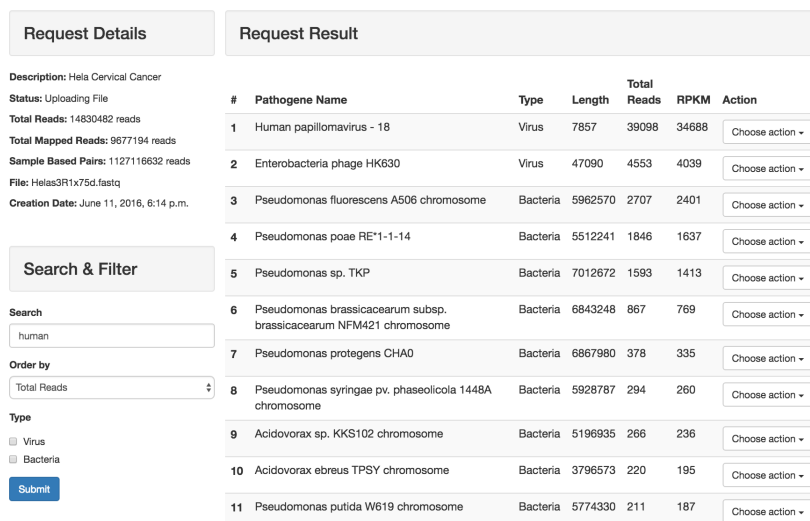 Request Details
Description: Hela Cervical Cancer
Status: Uploading File
Total Reads: 14830482 reads
Total Mapped Reads: 9677194 reads
Sample Based Pairs: 1127116632 reads
File: Helas3R1x75d.fastq
Creation Date: June 11, 2016, 6:14 p.m.
Search & Filter
Search
human
Order by
Total Reads
Type
Virus
Bacteria
Submit
Request Result
# Pathogene Name Type Length Total Reads RPKM Action
1 Human papillomavirus - 18 Virus 7857 39098 34688 Choose action
2 Enterobacteria phage HK630 Virus 47090 4553 4039 Choose action
3 Pseudomonas fluorescens A506 chromosome Bacteria 5962570 2707 2401 Choose action
4 Pseudomonas poae RE*1-1-14 Bacteria 5512241 1846 1637 Choose action
5 Pseudomonas sp. TKP Bacteria 7012672 1593 1413 Choose action
6 Pseudomonas brassicacearum subsp. Bacteria 6843248 867 769 Choose action
brassicacearum NFM421 chromosome
7 Pseudomonas protegens CHA0 Bacteria 6867980 378 335 Choose action
8 Pseudomonas syringae pv. phaseolicola 1448A Bacteria 5928787 294 260 Choose action
chromosome
9 Acidovorax sp. KKS102 chromosome Bacteria 5196935 266 236 Choose action
10 Acidovorax ebreus TPSY chromosome Bacteria 3796573 220 195 Choose action
11 Pseudomonas putida W619 chromosome Bacteria 5774330 211 187 Choose action